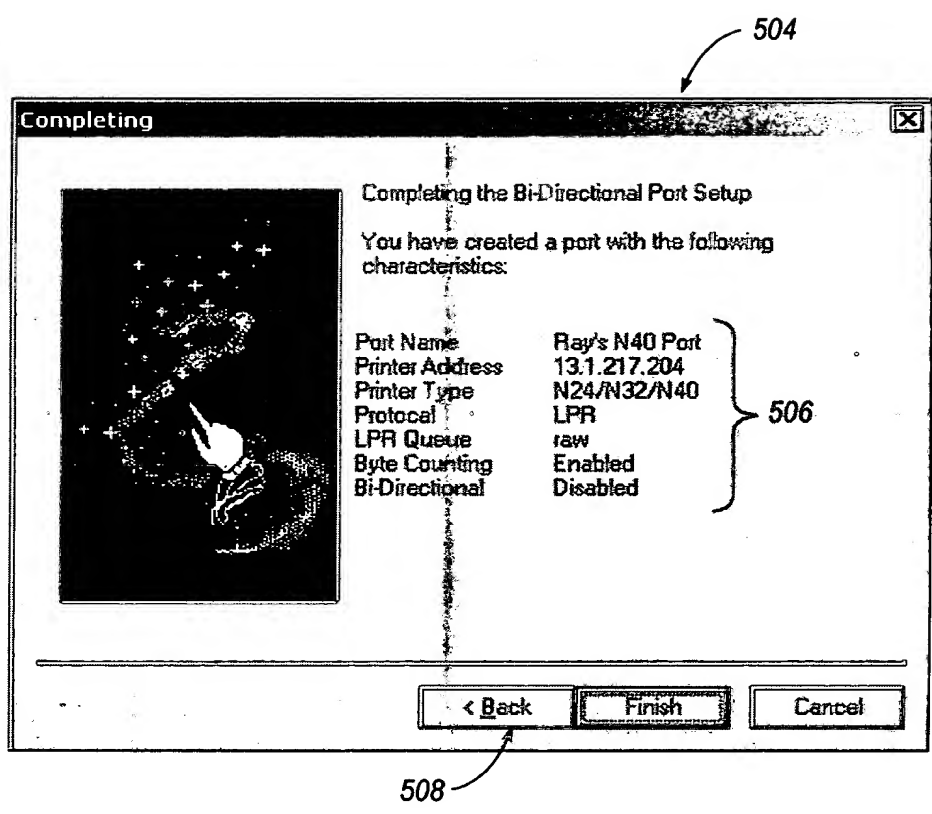 504
Completing
Completing the Bi-Directional Port Setup
You have created a port with the following
characteristics:
Port Name Ray's N40 Port
Printer Address 13.1.217.204
Printer Type N24/N32/N40
Protocal LPR
LPR Queue raw
Byte Counting Enabled
Bi-Directional Disabled
506
< Back Finish Cancel
508